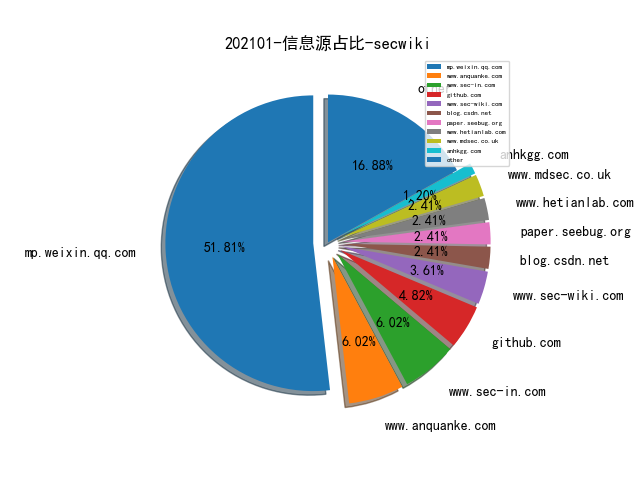 202101-信息源占比-secwiki
mp.weixin.qq.com
www.anquanke.com
www.sec-in.com
github.com
www.sec-wiki.com
blog.csdn.net
paper.seebug.org
www.hetianlab.com
www.mdsec.co.uk
anhkgg.com
other
16.88%
anhkgg.com
1.20%
www.mdsec.co.uk
2.41%
www.hetianlab.com
2.41%
paper.seebug.org
2.41%
blog.csdn.net
2.41%
www.sec-wiki.com
3.61%
github.com
4.82%
www.sec-in.com
6.02%
www.anquanke.com
6.02%
mp.weixin.qq.com
51.81%